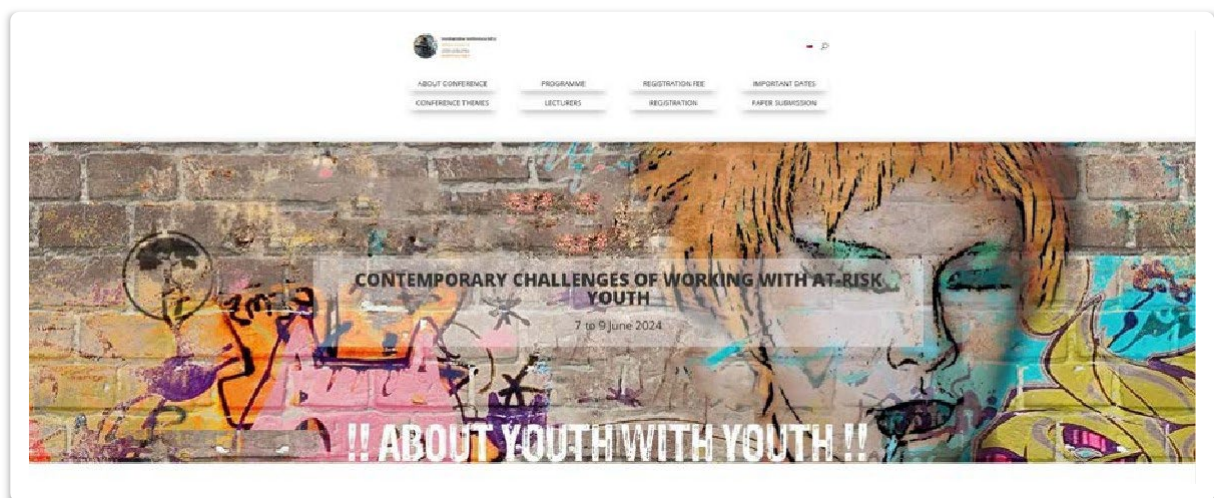 ABOUT CONFERENCE
PROGRAMME
REGISTRATION FEE
IMPORTANT DATES
CONFERENCE THEMES
LECTURERS
REGISTRATION
PAPER SUBMISSION
CONTEMPORARY CHALLENGES OF WORKING WITH AT-RISK
YOUTH
7 to 9 June 2024
!! ABOUT YOUTH WITH YOUTH !!